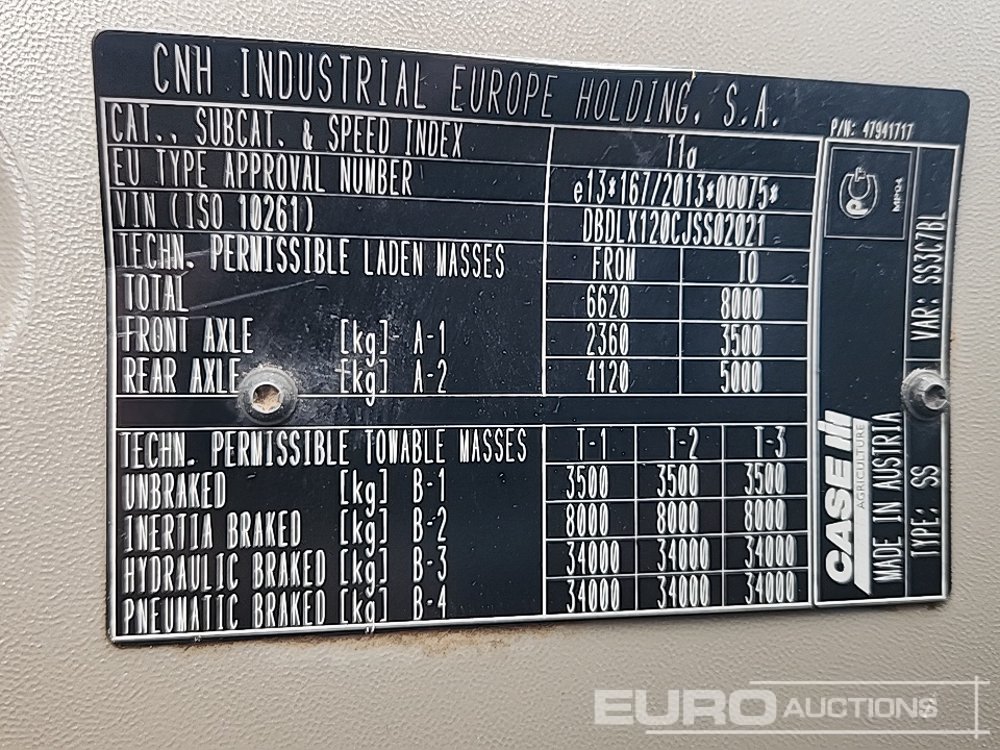 CNH INDUSTRIAL EUROPE HOLDING, S.A.
P/N: 47941717
CAT., SUBCAT. & SPEED INDEX T1a
EU TYPE APPROVAL NUMBER e13*167/2013*00075*
VIN (ISO 10261) DBDLX120CJSS02021
TECHN. PERMISSIBLE LADEN MASSES FROM TO
TOTAL 6620 8000
FRONT AXLE [kg] A-1 2360 3500
REAR AXLE [kg] A-2 4120 5000
TECHN. PERMISSIBLE TOWABLE MASSES T-1 T-2 T-3
UNBRAKED [kg] B-1 3500 3500 3500
INERTIA BRAKED [kg] B-2 8000 8000 8000
HYDRAULIC BRAKED [kg] B-3 34000 34000 34000
PNEUMATIC BRAKED [kg] B-4 34000 34000 34000
MP04
CASE IH
AGRICULTURE
MADE IN AUSTRIA
TYPE: SS VAR: SS3C7BL
EURO AUCTIONS